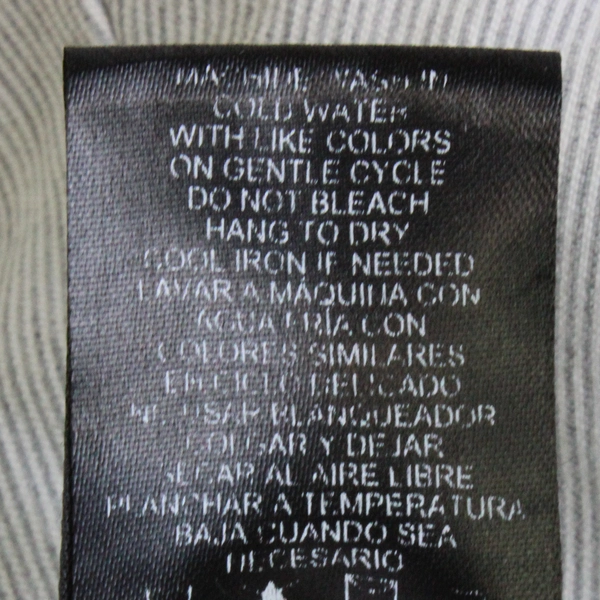 MACHINE WASH IN
COLD WATER
WITH LIKE COLORS
ON GENTLE CYCLE
DO NOT BLEACH
HANG TO DRY
COOL IRON IF NEEDED
LAVAR A MÁQUINA CON
AGUA FRÍA CON
COLORES SIMILARES
EN CICLO DELICADO
NO USAR BLANQUEADOR
COLGAR Y DEJAR
SECAR AL AIRE LIBRE
PLANCHAR A TEMPERATURA
BAJA CUANDO SEA
NECESARIO